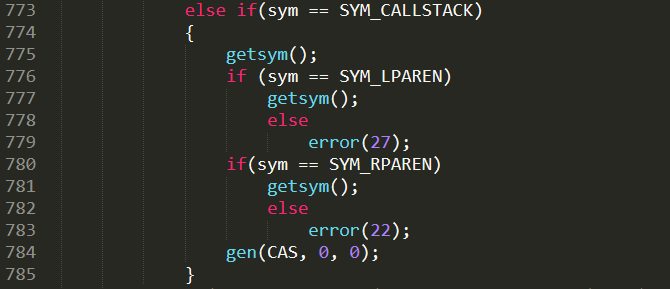 773 else if(sym == SYM_CALLSTACK)
774 {
775 getsym();
776 if (sym == SYM_LPAREN)
777 getsym();
778 else
779 error(27);
780 if(sym == SYM_RPAREN)
781 getsym();
782 else
783 error(22);
784 gen(CAS, 0, 0);
785 }